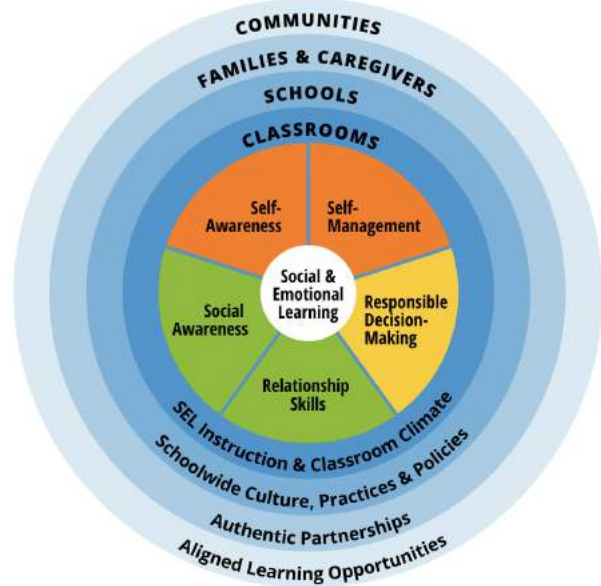 COMMUNITIES
FAMILIES & CAREGIVERS
SCHOOLS
CLASSROOMS
Self-
Awareness
Self-
Management
Social &
Emotional
Learning
Social
Awareness
Responsible
Decision-
Making
Relationship
Skills
SEL Instruction & Classroom Climate
Schoolwide Culture, Practices & Policies
Authentic Partnerships
Aligned Learning Opportunities